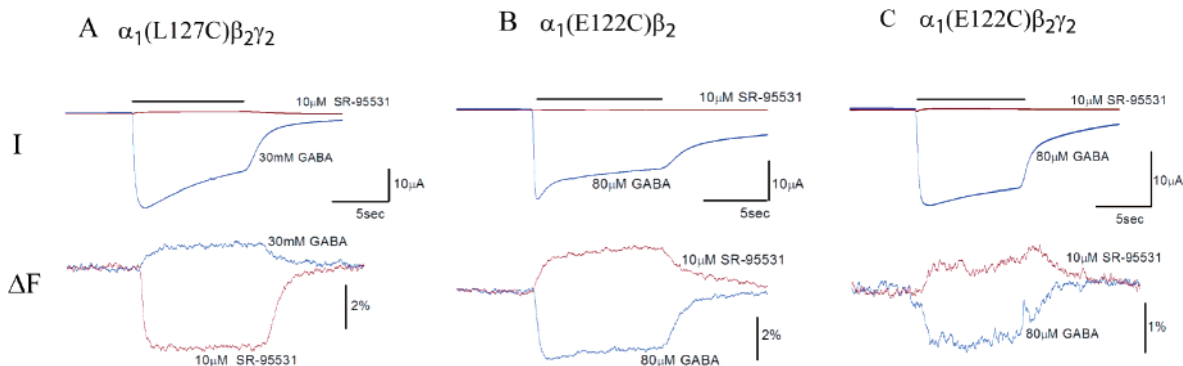 A α₁(L127C)β₂γ₂
B α₁(E122C)β₂
C α₁(E122C)β₂γ₂
I
10μM SR-95531
30mM GABA
10μA
5sec
10μM SR-95531
80μM GABA
10μA
5sec
10μM SR-95531
80μM GABA
10μA
5sec
ΔF
30mM GABA
2%
10μM SR-95531
10μM SR-95531
2%
80μM GABA
10μM SR-95531
80μM GABA
1%